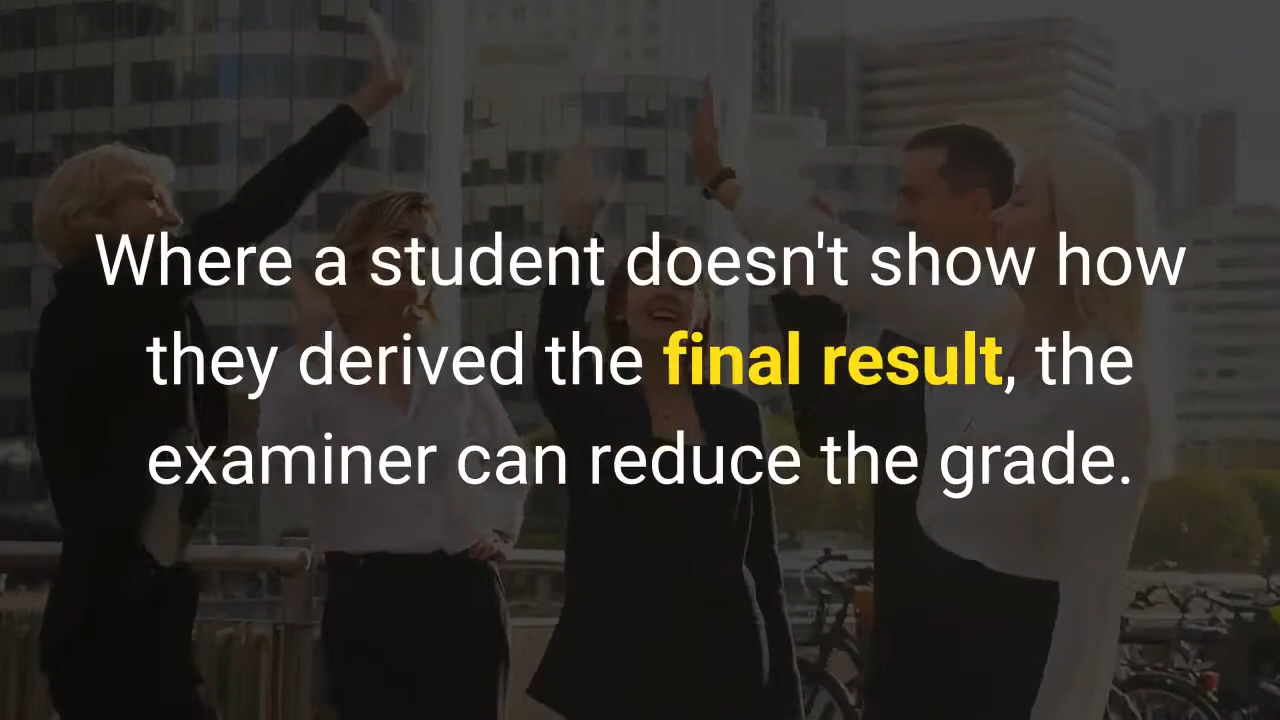 Where a student doesn't show how
they derived the final result, the
examiner can reduce the grade.